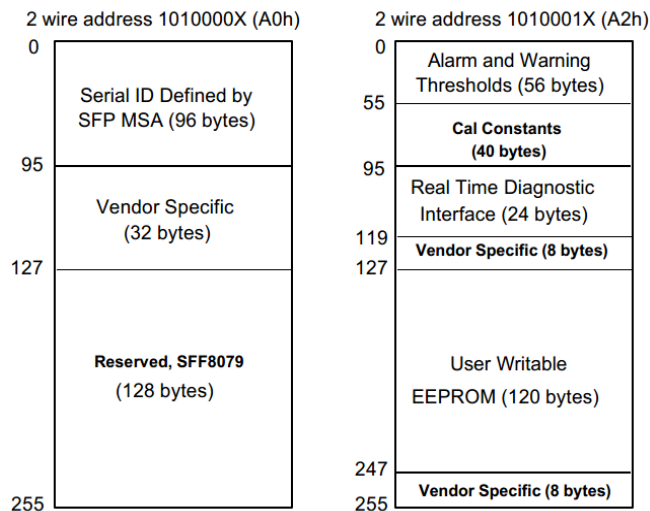 2 wire address 1010000X (A0h)
0
Serial ID Defined by
SFP MSA (96 bytes)
95
Vendor Specific
(32 bytes)
127
Reserved, SFF8079
(128 bytes)
255
2 wire address 1010001X (A2h)
0
Alarm and Warning
Thresholds (56 bytes)
55
Cal Constants
(40 bytes)
95
Real Time Diagnostic
Interface (24 bytes)
119
Vendor Specific (8 bytes)
127
User Writable
EEPROM (120 bytes)
247
Vendor Specific (8 bytes)
255